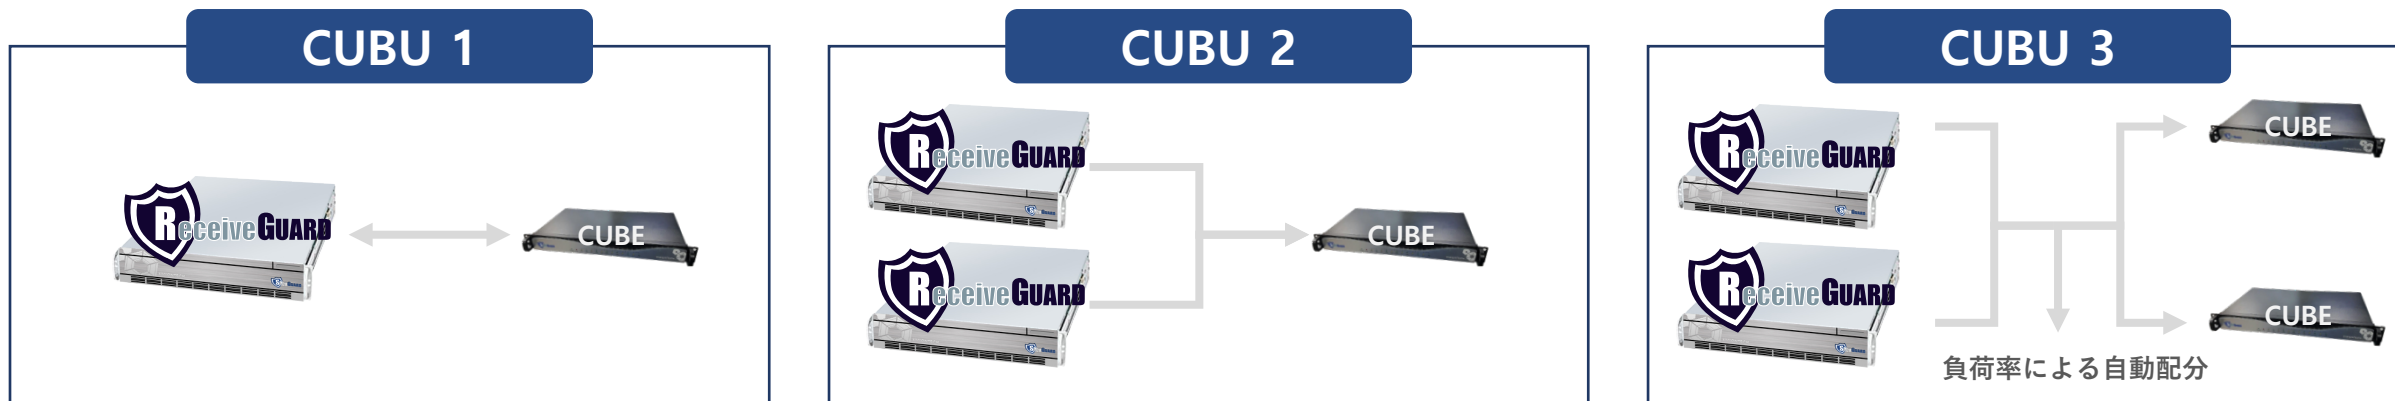 CUBU 1
ReceiveGUARD
CUBE
CUBU 2
ReceiveGUARD
ReceiveGUARD
CUBE
CUBU 3
ReceiveGUARD
ReceiveGUARD
CUBE
CUBE
負荷率による自動配分